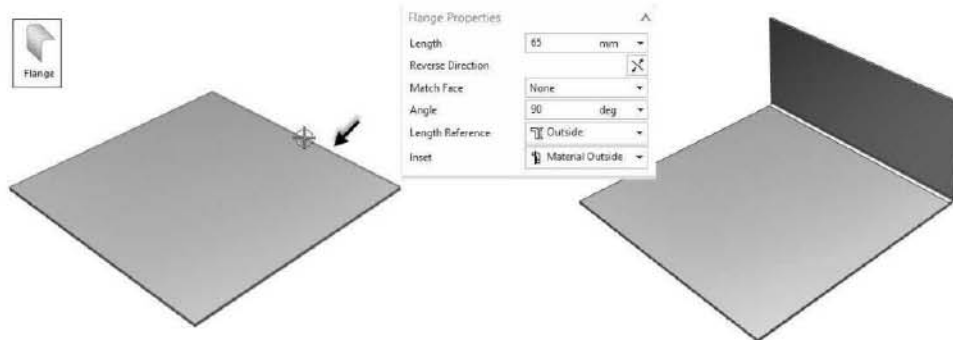 Flange
Flange Properties
Length 65 mm
Reverse Direction
Match Face None
Angle 90 deg
Length Reference Outside
Inset Material Outside